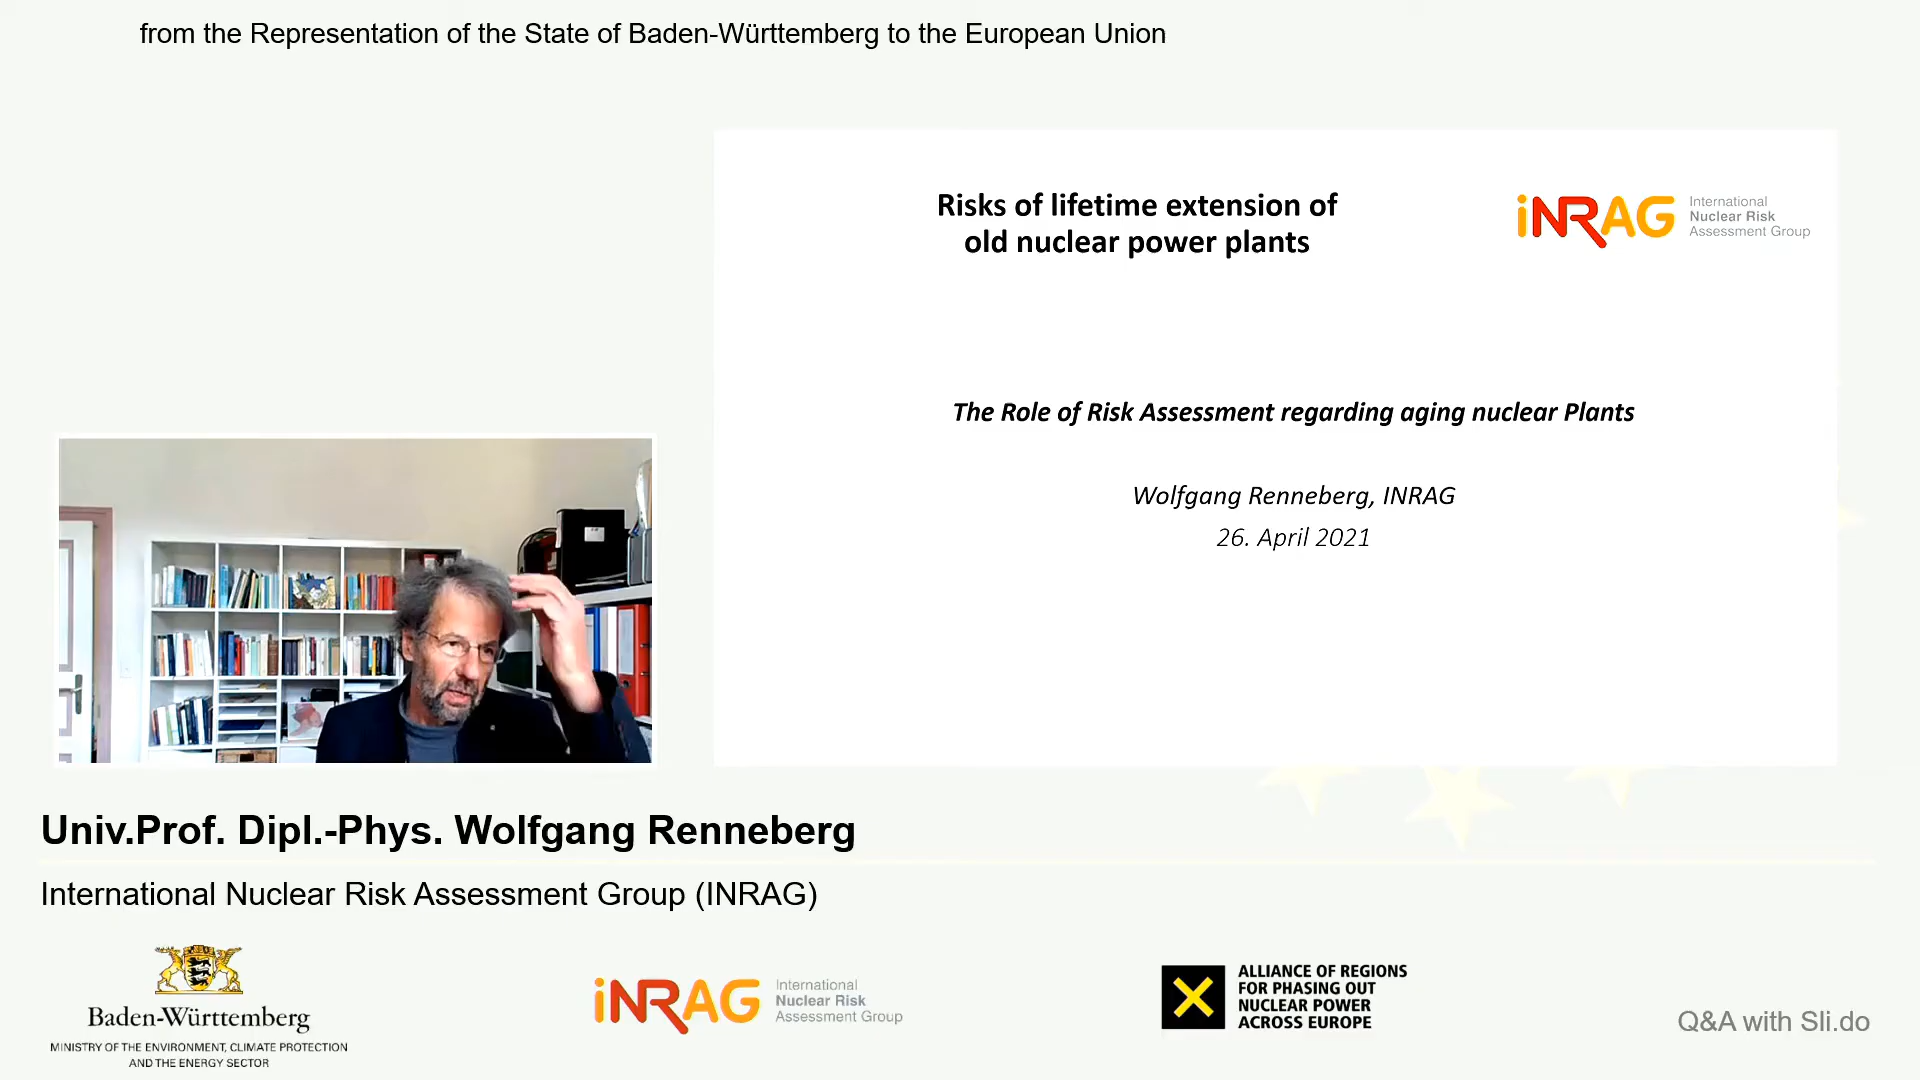 from the Representation of the State of Baden-Württemberg to the European Union
Risks of lifetime extension of
old nuclear power plants
iNRAG
International
Nuclear Risk
Assessment Group
The Role of Risk Assessment regarding aging nuclear Plants
Wolfgang Renneberg, INRAG
26. April 2021
Univ.Prof. Dipl.-Phys. Wolfgang Renneberg
International Nuclear Risk Assessment Group (INRAG)
Baden-Württemberg
MINISTRY OF THE ENVIRONMENT, CLIMATE PROTECTION
AND THE ENERGY SECTOR
iNRAG
International
Nuclear Risk
Assessment Group
ALLIANCE OF REGIONS
FOR PHASING OUT
NUCLEAR POWER
ACROSS EUROPE
Q&A with Sli.do